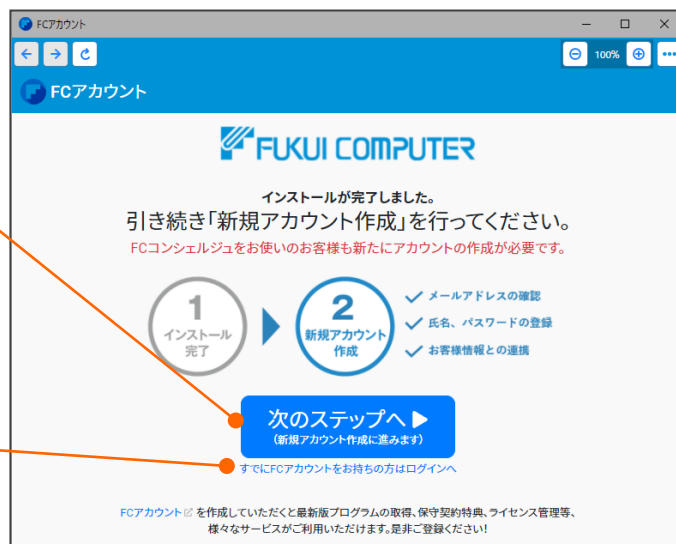 FCアカウント
100%
FCアカウント
FUKUI COMPUTER
インストールが完了しました。
引き続き「新規アカウント作成」を行ってください。
FCコンシェルジュをお使いのお客様も新たにアカウントの作成が必要です。
1
インストール
完了
2
新規アカウント
作成
メールアドレスの確認
氏名、パスワードの登録
お客様情報との連携
次のステップへ
(新規アカウント作成に進みます)
すでにFCアカウントをお持ちの方はログインへ
FCアカウント を作成していただくと最新版プログラムの取得、保守契約特典、ライセンス管理等、
様々なサービスがご利用いただけます。是非ご登録ください!